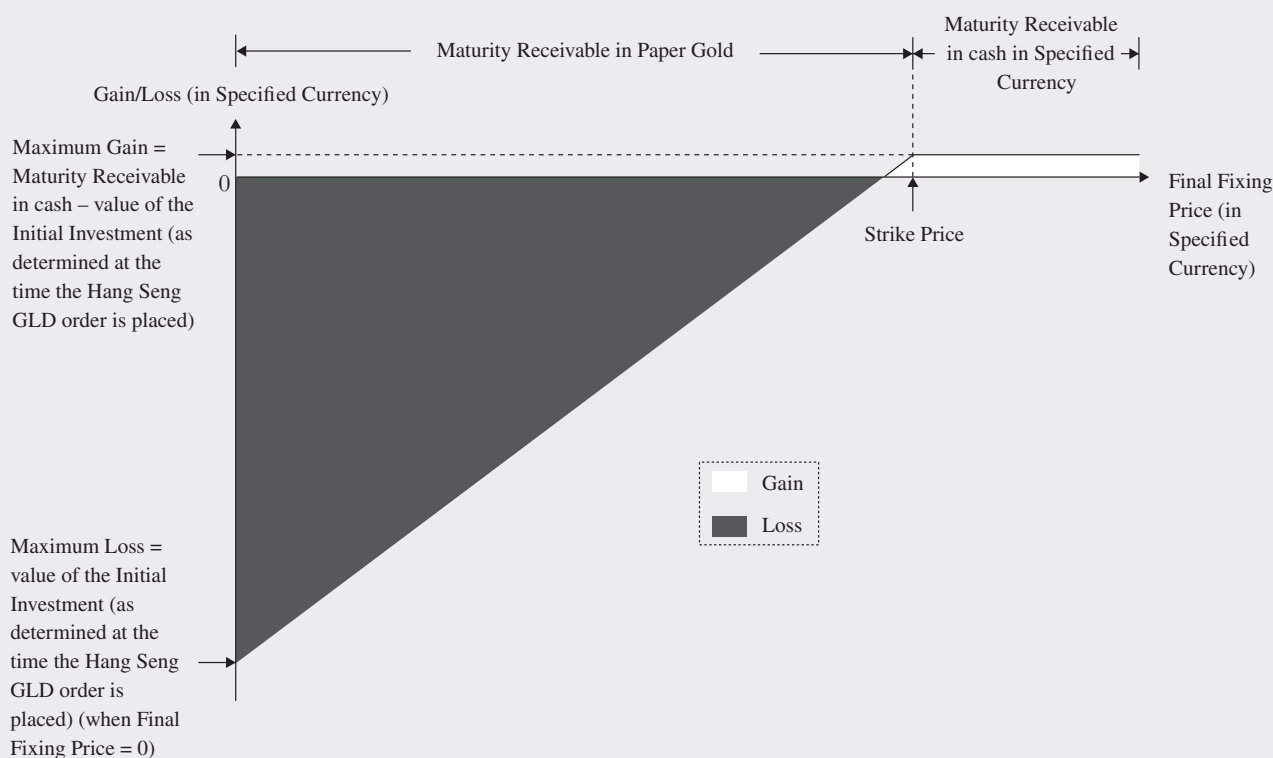 Maturity Receivable in Paper Gold
Maturity Receivable
in cash in Specified
Currency
Gain/Loss (in Specified Currency)
Maximum Gain =
Maturity Receivable
in cash – value of the
Initial Investment (as
determined at the
time the Hang Seng
GLD order is placed)
0
Strike Price
Final Fixing
Price (in
Specified
Currency)
Gain
Loss
Maximum Loss =
value of the Initial
Investment (as
determined at the
time the Hang Seng
GLD order is
placed) (when Final
Fixing Price = 0)